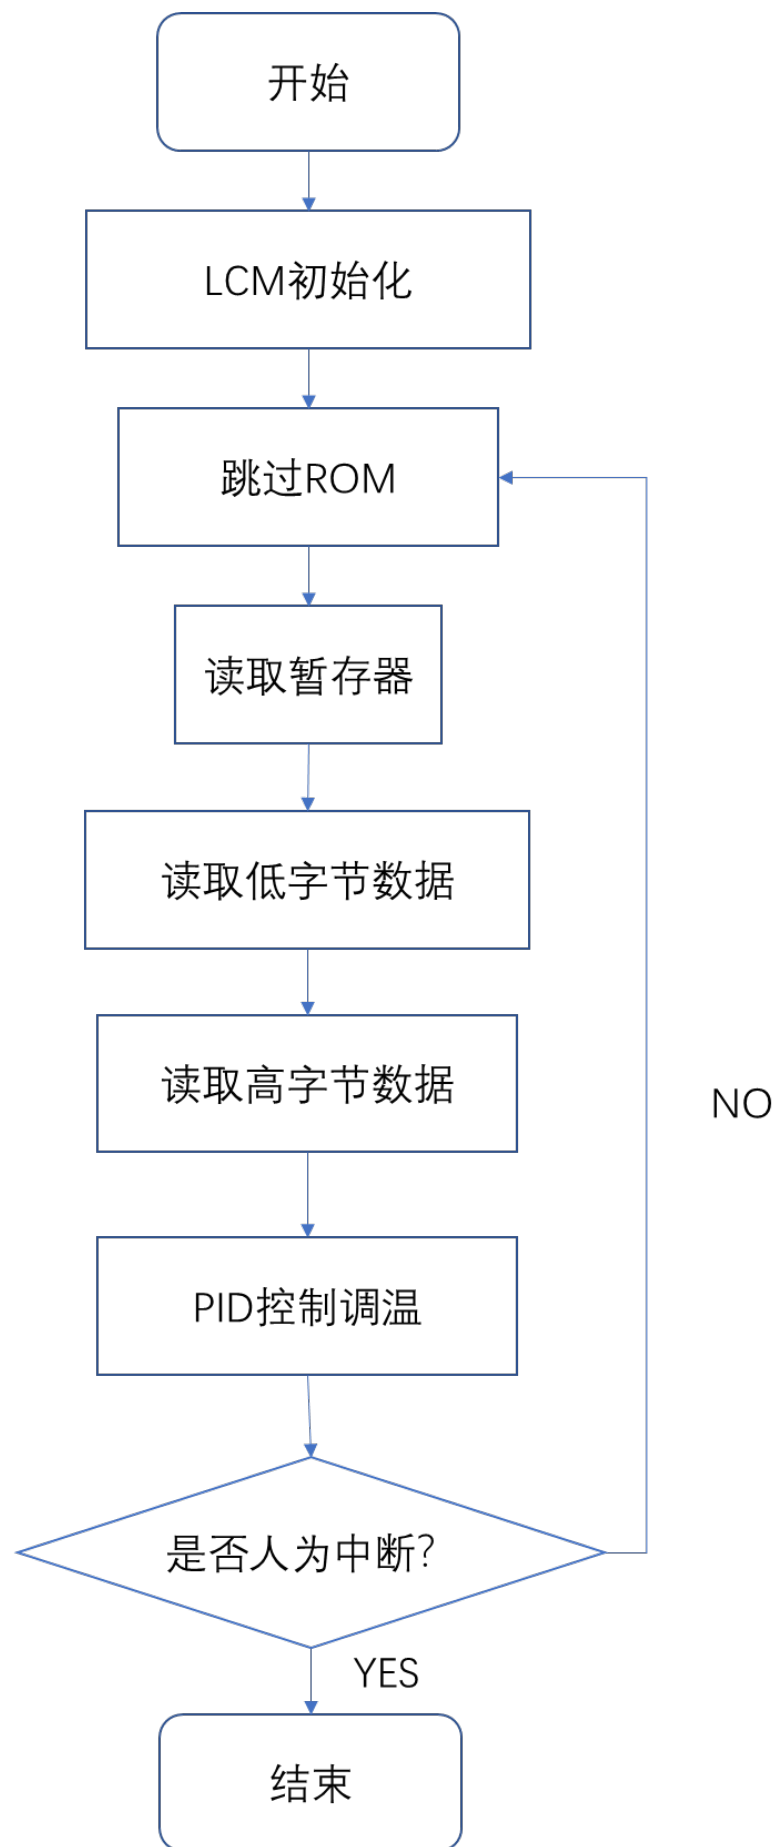 开始
LCM初始化
跳过ROM
读取暂存器
读取低字节数据
读取高字节数据
NO
PID控制调温
是否人为中断?
YES
结束